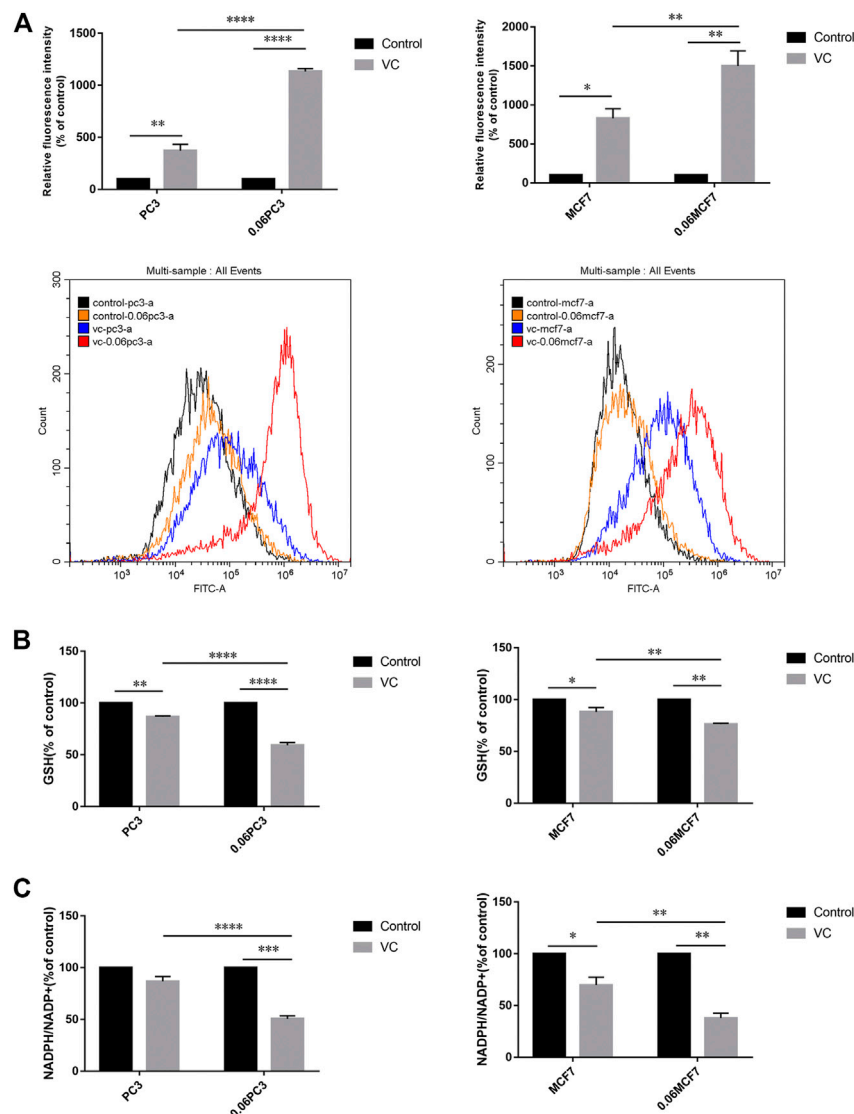 A
Relative fluorescence intensity
(% of control)
1500
1000
500
0
**
****
****
PC3
0.06PC3
Control
VC
Relative fluorescence intensity
(% of control)
2000
1500
1000
500
0
*
**
**
MCF7
0.06MCF7
Control
VC
Multi-sample : All Events
300
200
100
0
Count
control-pc3-a
control-0.06pc3-a
vc-pc3-a
vc-0.06pc3-a
10³ 10⁴ 10⁵ 10⁶ 10⁷
FITC-A
Multi-sample : All Events
200
100
0
Count
control-mcf7-a
control-0.06mcf7-a
vc-mcf7-a
vc-0.06mcf7-a
10³ 10⁴ 10⁵ 10⁶ 10⁷
FITC-A
B
GSH(% of control)
150
100
50
0
**
****
****
PC3
0.06PC3
Control
VC
GSH(% of control)
150
100
50
0
*
**
**
MCF7
0.06MCF7
Control
VC
C
NADPH/NADP+(%of control)
150
100
50
0
****
***
PC3
0.06PC3
Control
VC
NADPH/NADP+(%of control)
150
100
50
0
*
**
**
MCF7
0.06MCF7
Control
VC